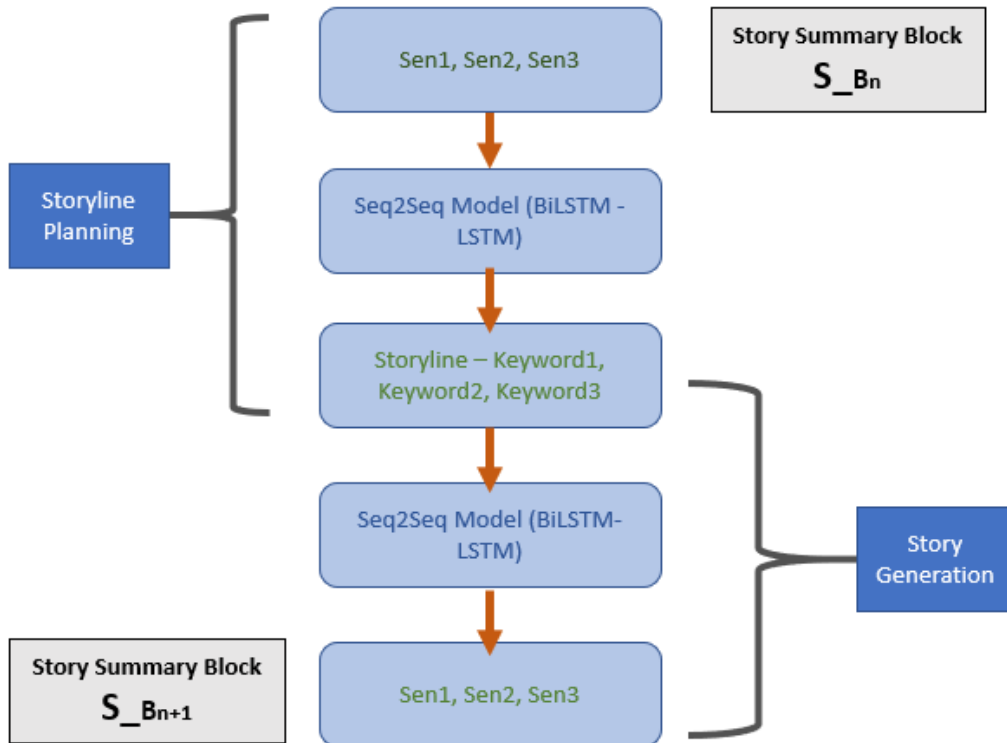 Sen1, Sen2, Sen3
Story Summary Block
S_Bn
Storyline
Planning
Seq2Seq Model (BiLSTM -
LSTM)
Storyline – Keyword1,
Keyword2, Keyword3
Seq2Seq Model (BiLSTM-
LSTM)
Story
Generation
Story Summary Block
S_Bn+1
Sen1, Sen2, Sen3